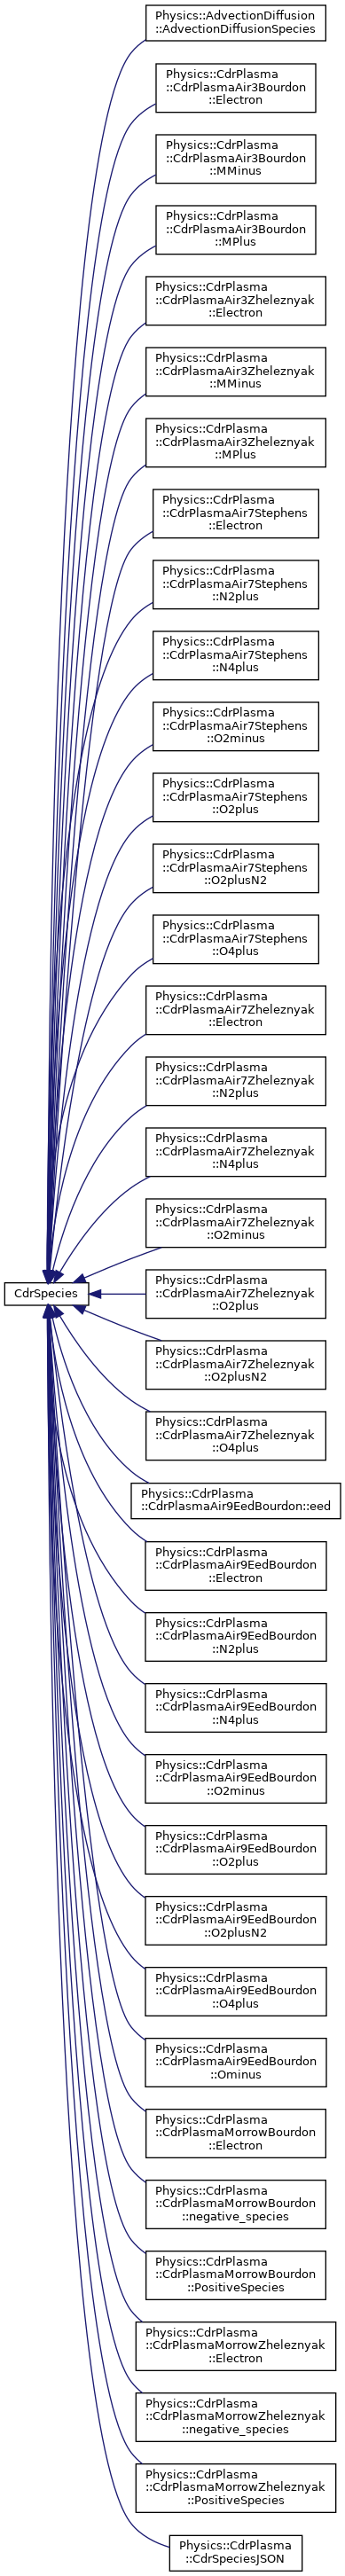 Physics::AdvectionDiffusion
::AdvectionDiffusionSpecies
Physics::CdrPlasma
::CdrPlasmaAir3Bourdon
::Electron
Physics::CdrPlasma
::CdrPlasmaAir3Bourdon
::MMinus
Physics::CdrPlasma
::CdrPlasmaAir3Bourdon
::MPlus
Physics::CdrPlasma
::CdrPlasmaAir3Zheleznyak
::Electron
Physics::CdrPlasma
::CdrPlasmaAir3Zheleznyak
::MMinus
Physics::CdrPlasma
::CdrPlasmaAir3Zheleznyak
::MPlus
Physics::CdrPlasma
::CdrPlasmaAir7Stephens
::Electron
Physics::CdrPlasma
::CdrPlasmaAir7Stephens
::N2plus
Physics::CdrPlasma
::CdrPlasmaAir7Stephens
::N4plus
Physics::CdrPlasma
::CdrPlasmaAir7Stephens
::O2minus
Physics::CdrPlasma
::CdrPlasmaAir7Stephens
::O2plus
Physics::CdrPlasma
::CdrPlasmaAir7Stephens
::O2plusN2
Physics::CdrPlasma
::CdrPlasmaAir7Stephens
::O4plus
Physics::CdrPlasma
::CdrPlasmaAir7Zheleznyak
::Electron
Physics::CdrPlasma
::CdrPlasmaAir7Zheleznyak
::N2plus
Physics::CdrPlasma
::CdrPlasmaAir7Zheleznyak
::N4plus
Physics::CdrPlasma
::CdrPlasmaAir7Zheleznyak
::O2minus
CdrSpecies
Physics::CdrPlasma
::CdrPlasmaAir7Zheleznyak
::O2plus
Physics::CdrPlasma
::CdrPlasmaAir7Zheleznyak
::O2plusN2
Physics::CdrPlasma
::CdrPlasmaAir7Zheleznyak
::O4plus
Physics::CdrPlasma
::CdrPlasmaAir9EedBourdon::eed
Physics::CdrPlasma
::CdrPlasmaAir9EedBourdon
::Electron
Physics::CdrPlasma
::CdrPlasmaAir9EedBourdon
::N2plus
Physics::CdrPlasma
::CdrPlasmaAir9EedBourdon
::N4plus
Physics::CdrPlasma
::CdrPlasmaAir9EedBourdon
::O2minus
Physics::CdrPlasma
::CdrPlasmaAir9EedBourdon
::O2plus
Physics::CdrPlasma
::CdrPlasmaAir9EedBourdon
::O2plusN2
Physics::CdrPlasma
::CdrPlasmaAir9EedBourdon
::O4plus
Physics::CdrPlasma
::CdrPlasmaAir9EedBourdon
::Ominus
Physics::CdrPlasma
::CdrPlasmaMorrowBourdon
::Electron
Physics::CdrPlasma
::CdrPlasmaMorrowBourdon
::negative_species
Physics::CdrPlasma
::CdrPlasmaMorrowBourdon
::PositiveSpecies
Physics::CdrPlasma
::CdrPlasmaMorrowZheleznyak
::Electron
Physics::CdrPlasma
::CdrPlasmaMorrowZheleznyak
::negative_species
Physics::CdrPlasma
::CdrPlasmaMorrowZheleznyak
::PositiveSpecies
Physics::CdrPlasma
::CdrSpeciesJSON